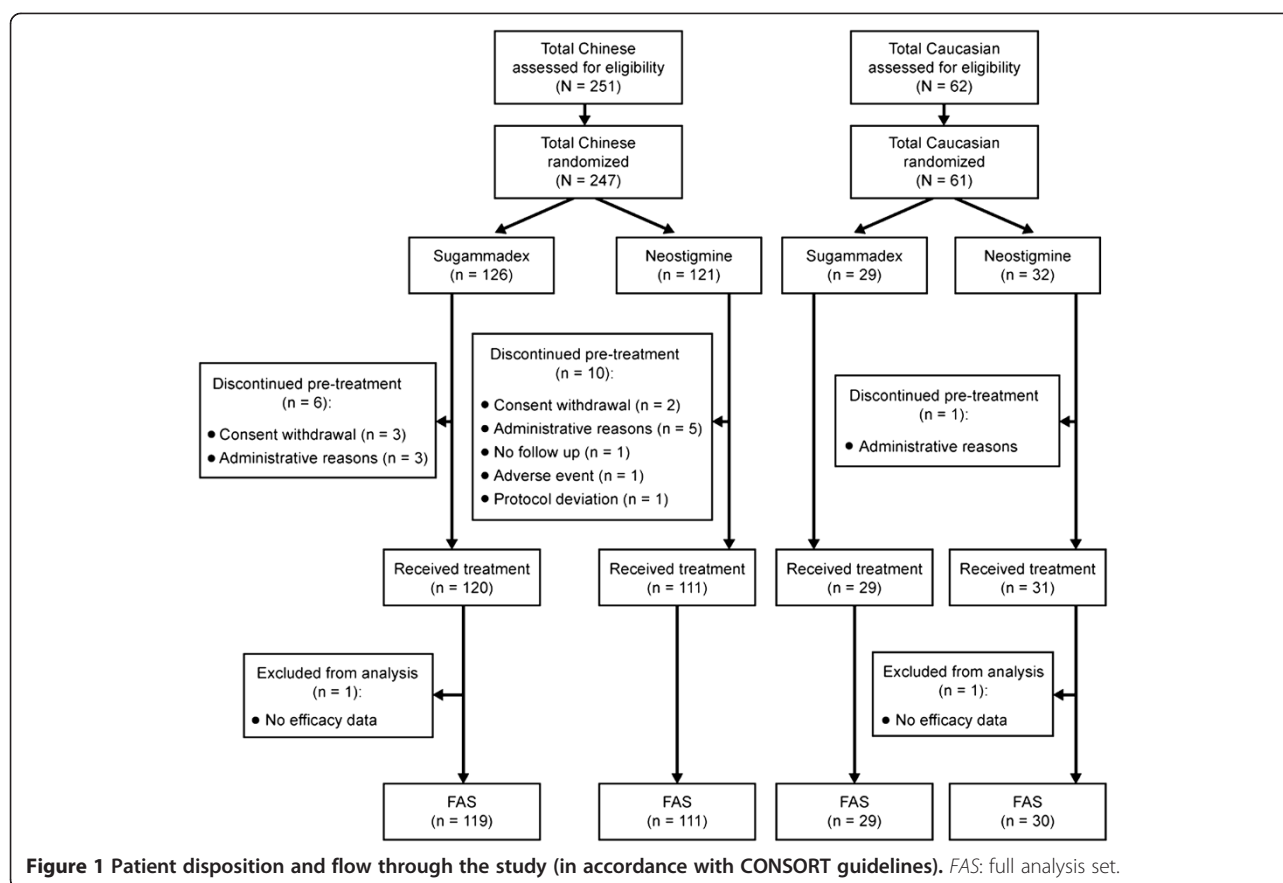 Total Chinese
assessed for eligibility
(N = 251)
Total Caucasian
assessed for eligibility
(N = 62)
Total Chinese
randomized
(N = 247)
Total Caucasian
randomized
(N = 61)
Sugammadex
(n = 126)
Neostigmine
(n = 121)
Sugammadex
(n = 29)
Neostigmine
(n = 32)
Discontinued pre-treatment
(n = 6):
● Consent withdrawal (n = 3)
● Administrative reasons (n = 3)
Discontinued pre-treatment
(n = 10):
● Consent withdrawal (n = 2)
● Administrative reasons (n = 5)
● No follow up (n = 1)
● Adverse event (n = 1)
● Protocol deviation (n = 1)
Discontinued pre-treatment
(n = 1):
● Administrative reasons
Received treatment
(n = 120)
Received treatment
(n = 111)
Received treatment
(n = 29)
Received treatment
(n = 31)
Excluded from analysis
(n = 1):
● No efficacy data
Excluded from analysis
(n = 1):
● No efficacy data
FAS
(n = 119)
FAS
(n = 111)
FAS
(n = 29)
FAS
(n = 30)
Figure 1 Patient disposition and flow through the study (in accordance with CONSORT guidelines). FAS: full analysis set.